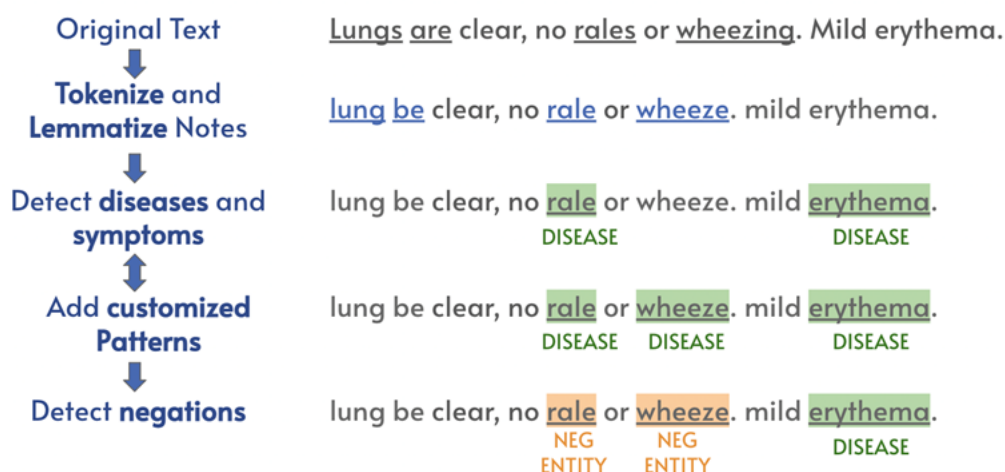 Original Text
Lungs are clear, no rales or wheezing. Mild erythema.
Tokenize and
Lemmatize Notes
lung be clear, no rale or wheeze. mild erythema.
Detect diseases and
symptoms
lung be clear, no rale or wheeze. mild erythema.
DISEASE DISEASE
Add customized
Patterns
lung be clear, no rale or wheeze. mild erythema.
DISEASE DISEASE DISEASE
Detect negations
lung be clear, no rale or wheeze. mild erythema.
NEG NEG DISEASE
ENTITY ENTITY